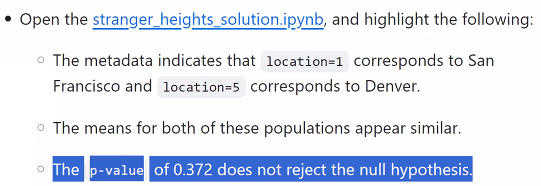 Open the stranger_heights_solution.ipynb, and highlight the following:
The metadata indicates that location=1 corresponds to San
Francisco and location=5 corresponds to Denver.
The means for both of these populations appear similar.
The p-value of 0.372 does not reject the null hypothesis.